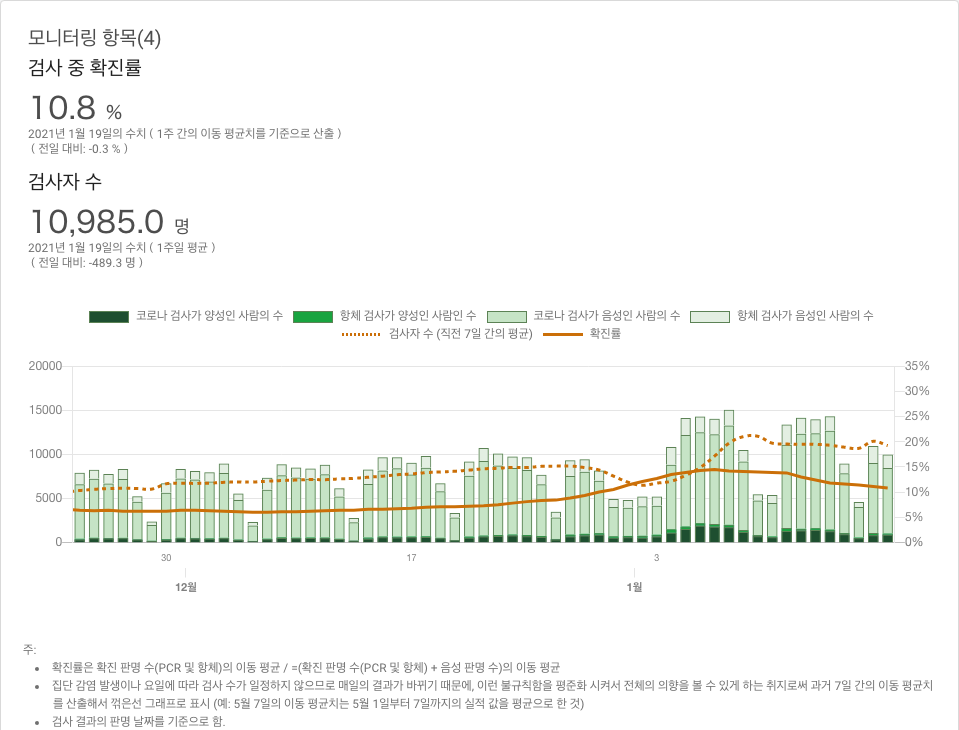 모니터링 항목(4)
검사 중 확진률
10.8 %
2021년 1월 19일의 수치 ( 1주 간의 이동 평균치를 기준으로 산출 )
( 전일 대비: -0.3 % )
검사자 수
10,985.0 명
2021년 1월 19일의 수치 ( 1주일 평균 )
( 전일 대비: -489.3 명 )
코로나 검사가 양성인 사람의 수 항체 검사가 양성인 사람인 수 코로나 검사가 음성인 사람의 수 항체 검사가 음성인 사람의 수
검사자 수 (직전 7일 간의 평균) 확진률
20000 35%
30%
15000 25%
20%
10000 15%
5000 10%
5%
0 0%
30 17 3
12월 1월
주:
• 확진률은 확진 판명 수(PCR 및 항체)의 이동 평균 / =(확진 판명 수(PCR 및 항체) + 음성 판명 수)의 이동 평균
• 집단 감염 발생이나 요일에 따라 검사 수가 일정하지 않으므로 매일의 결과가 바뀌기 때문에, 이런 불규칙함을 평준화 시켜서 전체의 의향을 볼 수 있게 하는 취지로써 과거 7일 간의 이동 평균치
를 산출해서 꺾은선 그래프로 표시 (예: 5월 7일의 이동 평균치는 5월 1일부터 7일까지의 실적 값을 평균으로 한 것)
• 검사 결과의 판명 날짜를 기준으로 함.